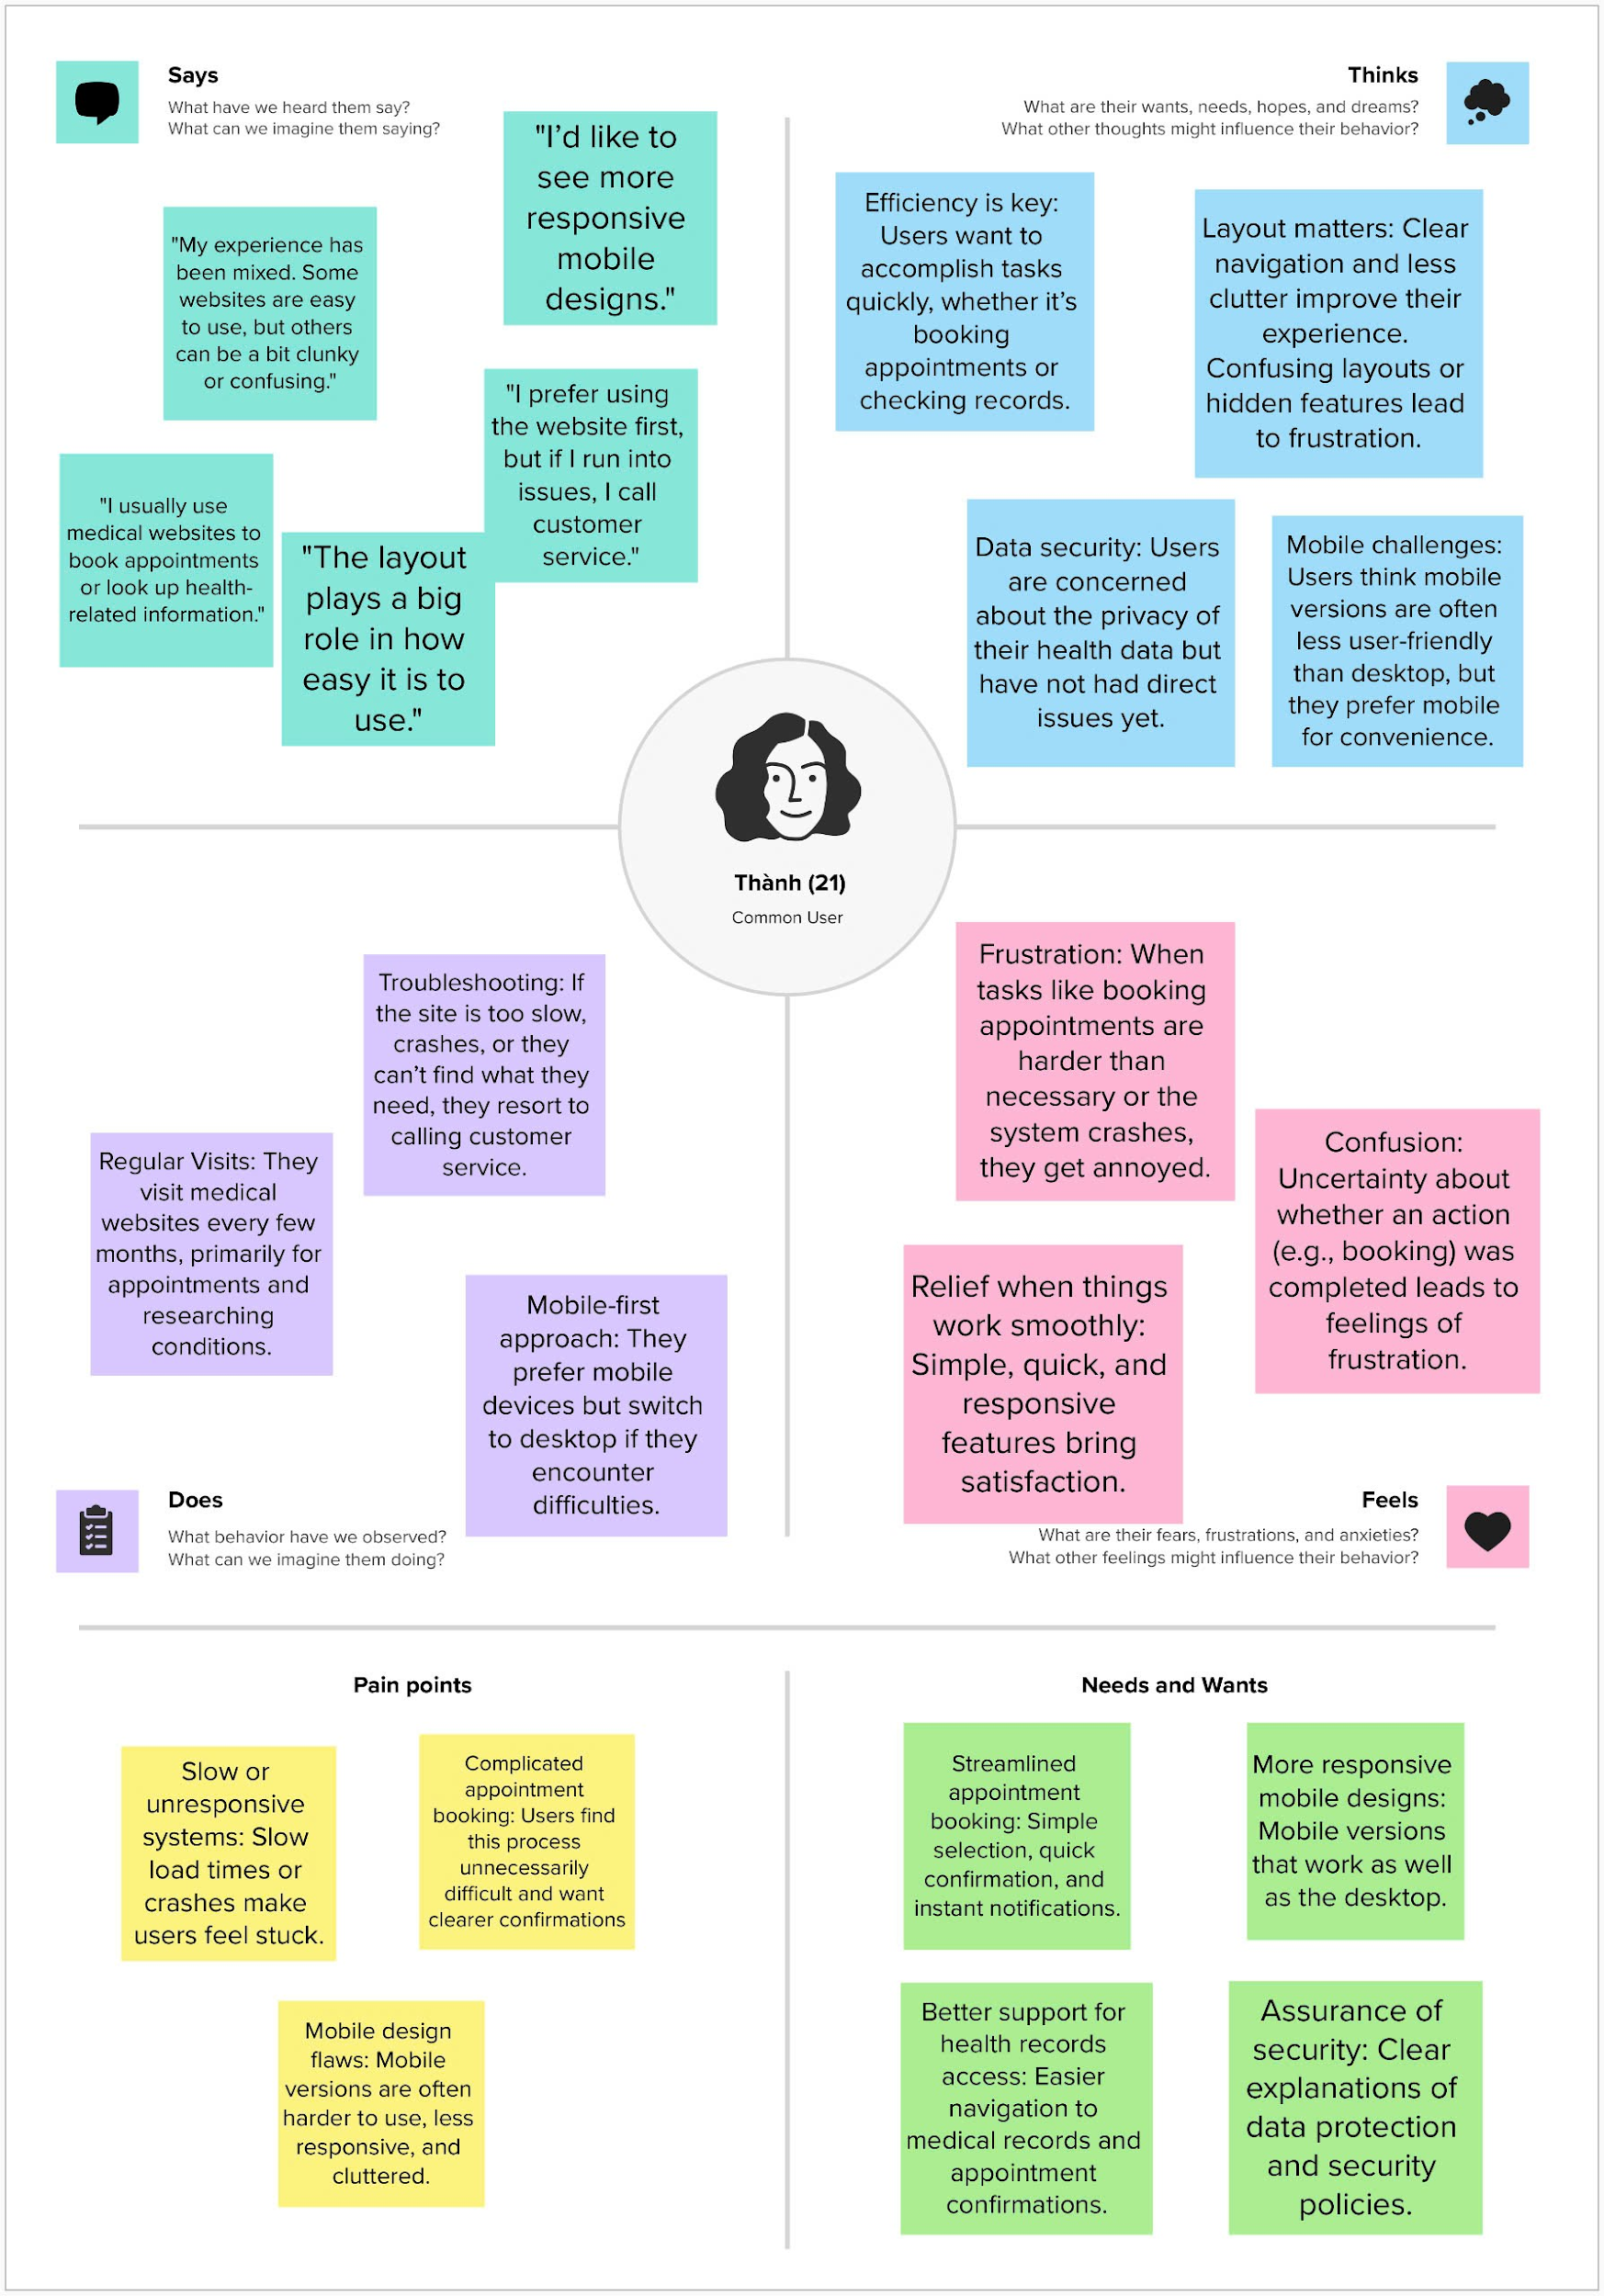 Says
What have we heard them say?
What can we imagine them saying?
"I’d like to
see more
responsive
mobile
designs."
"My experience has
been mixed. Some
websites are easy
to use, but others
can be a bit clunky
or confusing."
"I prefer using
the website first,
but if I run into
issues, I call
customer
service."
"I usually use
medical websites to
book appointments
or look up health-
related information."
"The layout
plays a big
role in how
easy it is to
use."
Thinks
What are their wants, needs, hopes, and dreams?
What other thoughts might influence their behavior?
Efficiency is key:
Users want to
accomplish tasks
quickly, whether it’s
booking
appointments or
checking records.
Layout matters: Clear
navigation and less
clutter improve their
experience.
Confusing layouts or
hidden features lead
to frustration.
Data security: Users
are concerned
about the privacy of
their health data but
have not had direct
issues yet.
Mobile challenges:
Users think mobile
versions are often
less user-friendly
than desktop, but
they prefer mobile
for convenience.
Thành (21)
Common User
Troubleshooting: If
the site is too slow,
crashes, or they
can’t find what they
need, they resort to
calling customer
service.
Regular Visits: They
visit medical
websites every few
months, primarily for
appointments and
researching
conditions.
Mobile-first
approach: They
prefer mobile
devices but switch
to desktop if they
encounter
difficulties.
Does
What behavior have we observed?
What can we imagine them doing?
Frustration: When
tasks like booking
appointments are
harder than
necessary or the
system crashes,
they get annoyed.
Confusion:
Uncertainty about
whether an action
(e.g., booking) was
completed leads to
feelings of
frustration.
Relief when things
work smoothly:
Simple, quick, and
responsive
features bring
satisfaction.
Feels
What are their fears, frustrations, and anxieties?
What other feelings might influence their behavior?
Pain points
Slow or
unresponsive
systems: Slow
load times or
crashes make
users feel stuck.
Complicated
appointment
booking: Users find
this process
unnecessarily
difficult and want
clearer confirmations
Mobile design
flaws: Mobile
versions are often
harder to use, less
responsive, and
cluttered.
Needs and Wants
Streamlined
appointment
booking: Simple
selection, quick
confirmation, and
instant notifications.
More responsive
mobile designs:
Mobile versions
that work as well
as the desktop.
Better support for
health records
access: Easier
navigation to
medical records and
appointment
confirmations.
Assurance of
security: Clear
explanations of
data protection
and security
policies.